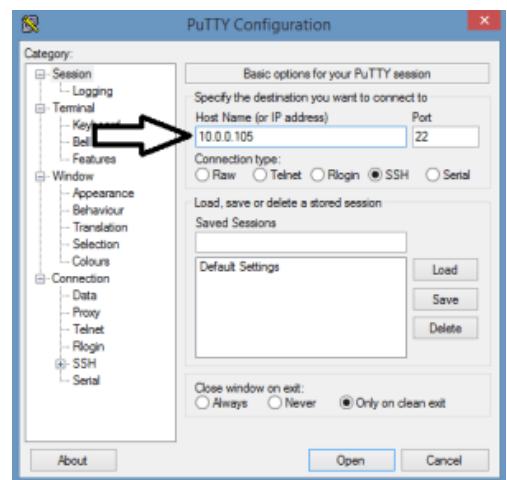 PuTTY Configuration
Category:
Session
Logging
Terminal
Bell
Features
Window
Appearance
Behaviour
Translation
Selection
Colours
Connection
Data
Proxy
Telnet
Rlogin
SSH
Serial
Basic options for your PuTTY session
Specify the destination you want to connect to
Host Name (or IP address) Port
10.0.0.105 22
Connection type:
Raw Telnet Rlogin SSH Serial
Load, save or delete a stored session
Saved Sessions
Default Settings
Load
Save
Delete
Close window on exit:
Always Never Only on clean exit
About Open Cancel